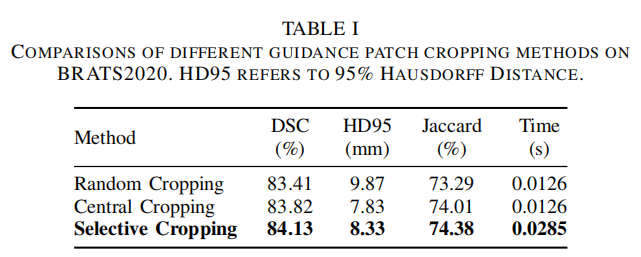 TABLE I
COMPARISONS OF DIFFERENT GUIDANCE PATCH CROPPING METHODS ON
BRATS2020. HD95 REFERS TO 95% HAUSDORFF DISTANCE.
Method DSC (%) HD95 (mm) Jaccard (%) Time (s)
Random Cropping 83.41 9.87 73.29 0.0126
Central Cropping 83.82 7.83 74.01 0.0126
Selective Cropping 84.13 8.33 74.38 0.0285